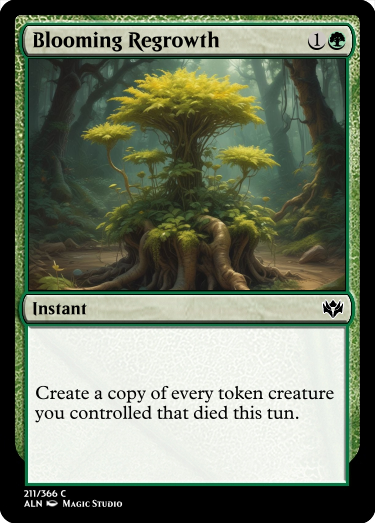 Blooming Regrowth 1
Instant
Create a copy of every token creature
you controlled that died this tun.
211/366 C
ALN Magic Studio